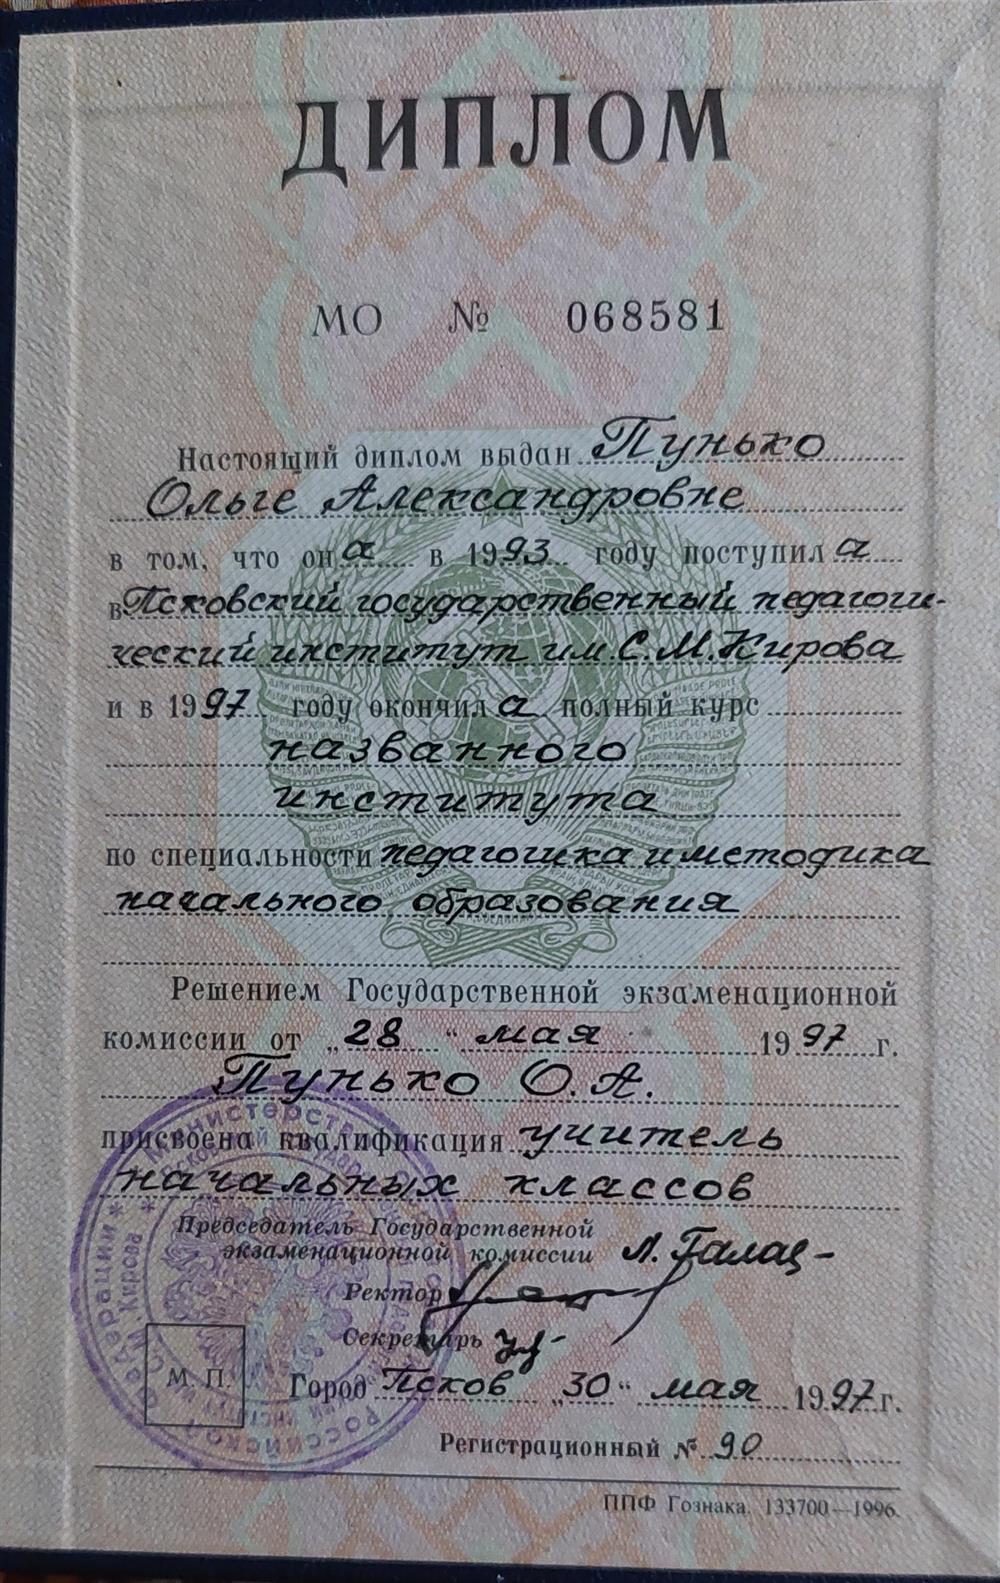 ДИПЛОМ
МО № 068581
Настоящий диплом выдан Пунько
Ольге Александровне
в том, что она в 1993 году поступила
в Псковский государственный педагоги-
ческий институт им С.М.Кирова
и в 1997 году окончила полный курс
названного
института
по специальности педагогика и методика
начального образования
Решением Государственной экзаменационной
комиссии от „28“ мая 1997 г.
Пунько О.А.
присвоена квалификация учитель
начальных классов
Председатель Государственной
экзаменационной комиссии
Ректор
Секретарь
М. П.
Город Псков „30“ мая 1997 г.
Регистрационный № 90
ППФ Гознака. 133700—1996.